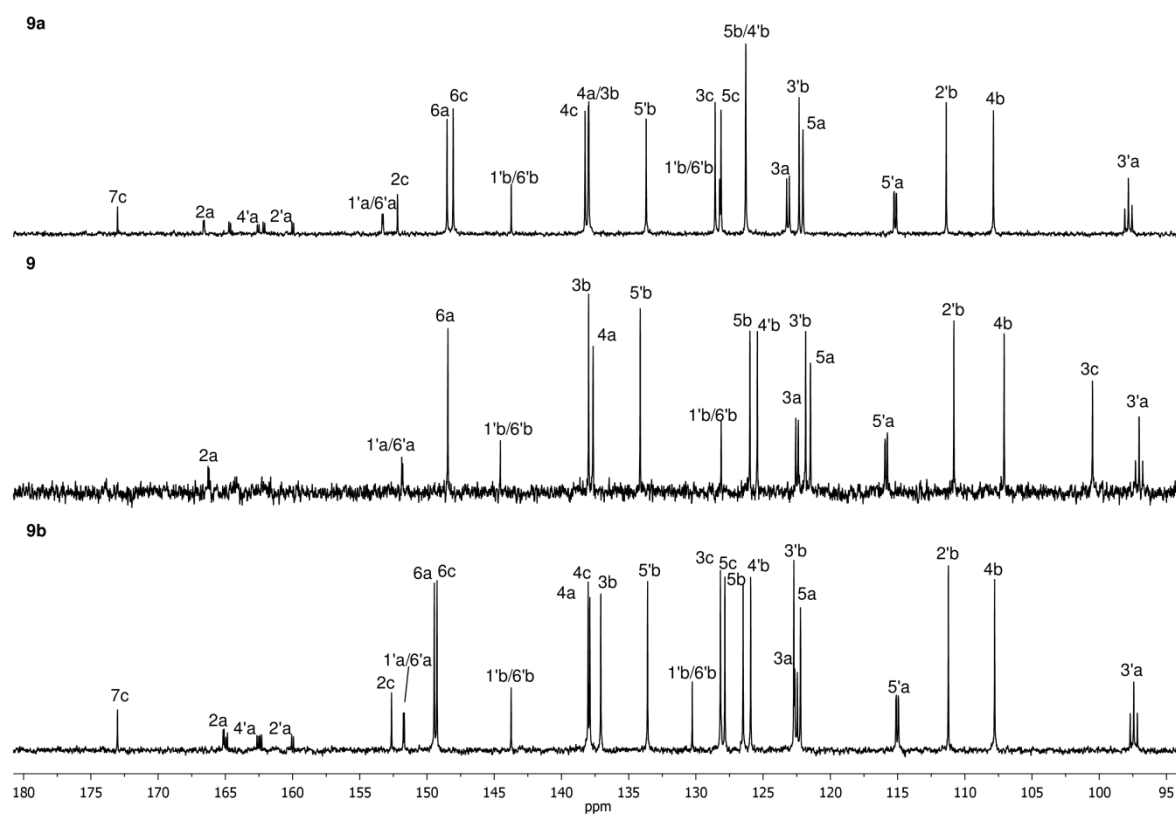 9a
5b/4'b
6c
6a
4a/3b
4c
5'b
3c
5c
3'b
5a
2'b
4b
1'b/6'b
3a
3'a
7c
2a
4'a
2'a
1'a/6'a
2c
1'b/6'b
5'a
9
3b
5'b
6a
4a
5b
4'b
3'b
5a
2'b
4b
3c
3a
3'a
2a
1'a/6'a
1'b/6'b
1'b/6'b
5'a
9b
6a
6c
4c
4a
3b
5'b
3c
5c
5b
4'b
3'b
5a
2'b
4b
3a
7c
2a
4'a
2'a
2c
1'a/6'a
1'b/6'b
1'b/6'b
5'a
3'a
180 175 170 165 160 155 150 145 140 135 130 125 120 115 110 105 100 95
ppm